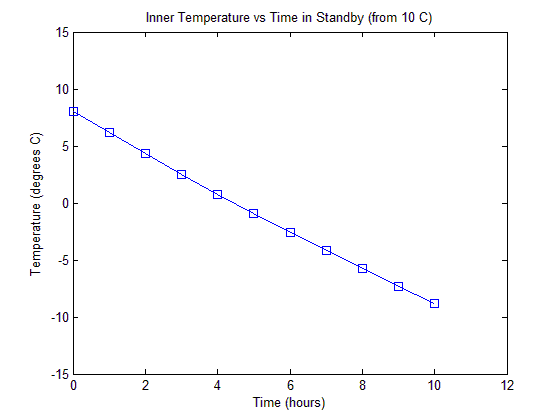 Inner Temperature vs Time in Standby (from 10 C)
15
10
5
0
-5
-10
-15
Temperature (degrees C)
0 2 4 6 8 10 12
Time (hours)